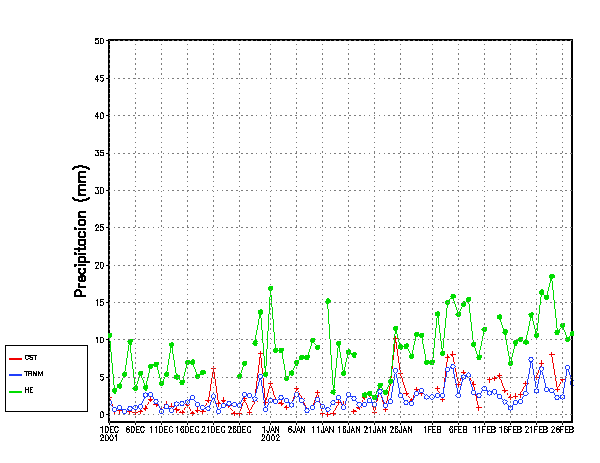 50
45
40
35
30
25
20
15
10
5
0
Precipitacion (mm)
1DEC 6DEC 11DEC 16DEC 21DEC 26DEC 1JAN 6JAN 11JAN 16JAN 21JAN 26JAN 1FEB 6FEB 11FEB 16FEB 21FEB 26FEB
2001 2002
CST
TRMM
HE